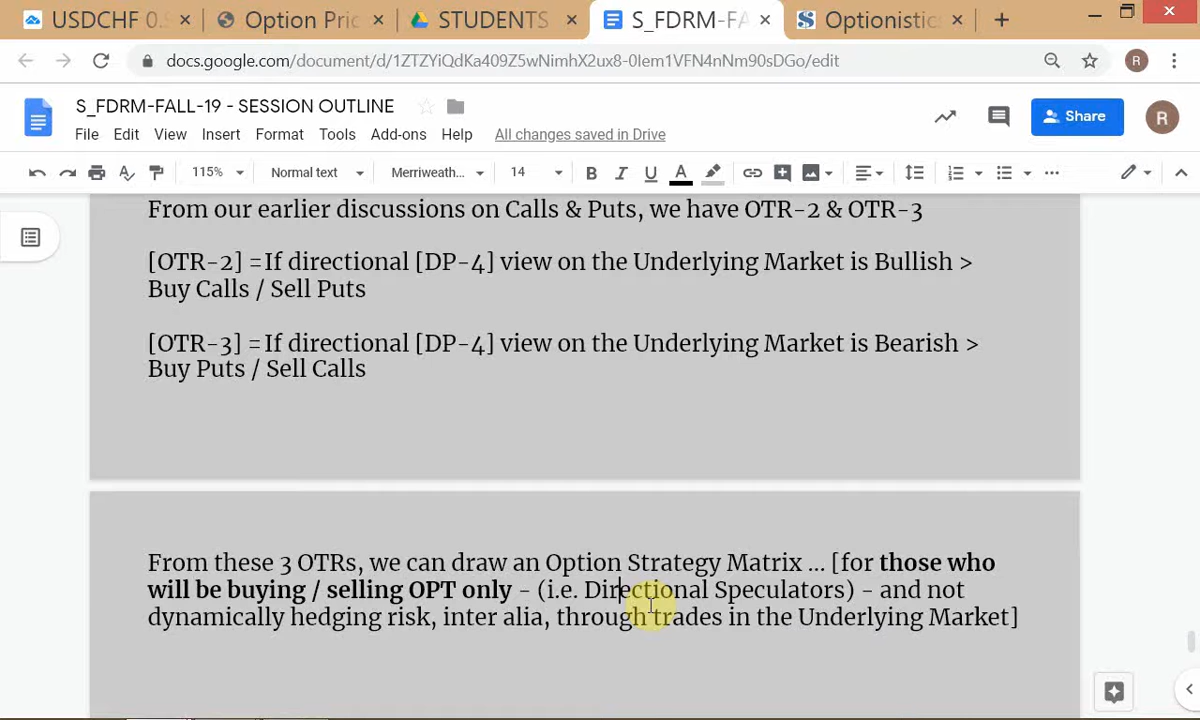 USDCHF 0.
Option Pric
STUDENTS
S_FDRM-FA
Optionistic
docs.google.com/document/d/1ZTZYiQdKa409Z5wNimhX2ux8-0Iem1VFN4nNm90sDGo/edit
R
S_FDRM-FALL-19 - SESSION OUTLINE
Share
R
File Edit View Insert Format Tools Add-ons Help All changes saved in Drive
115% Normal text Merriweath... 14 B I U A
From our earlier discussions on Calls & Puts, we have OTR-2 & OTR-3
[OTR-2] =If directional [DP-4] view on the Underlying Market is Bullish >
Buy Calls / Sell Puts
[OTR-3] =If directional [DP-4] view on the Underlying Market is Bearish >
Buy Puts / Sell Calls
From these 3 OTRs, we can draw an Option Strategy Matrix ... [for those who
will be buying / selling OPT only - (i.e. Directional Speculators) - and not
dynamically hedging risk, inter alia, through trades in the Underlying Market]